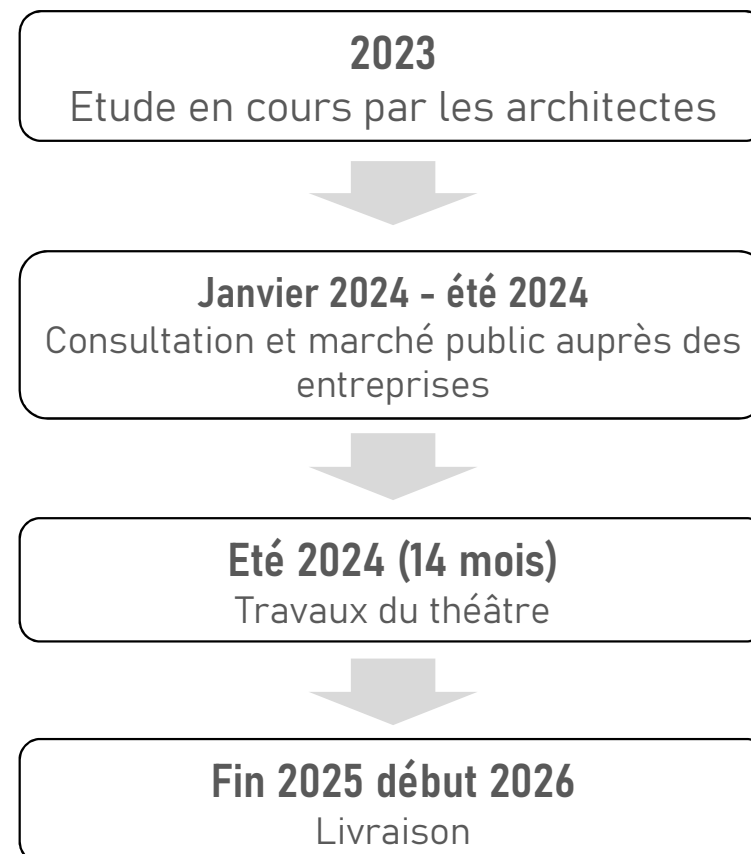 2023
Etude en cours par les architectes
Janvier 2024 - été 2024
Consultation et marché public auprès des
entreprises
Eté 2024 (14 mois)
Travaux du théâtre
Fin 2025 début 2026
Livraison